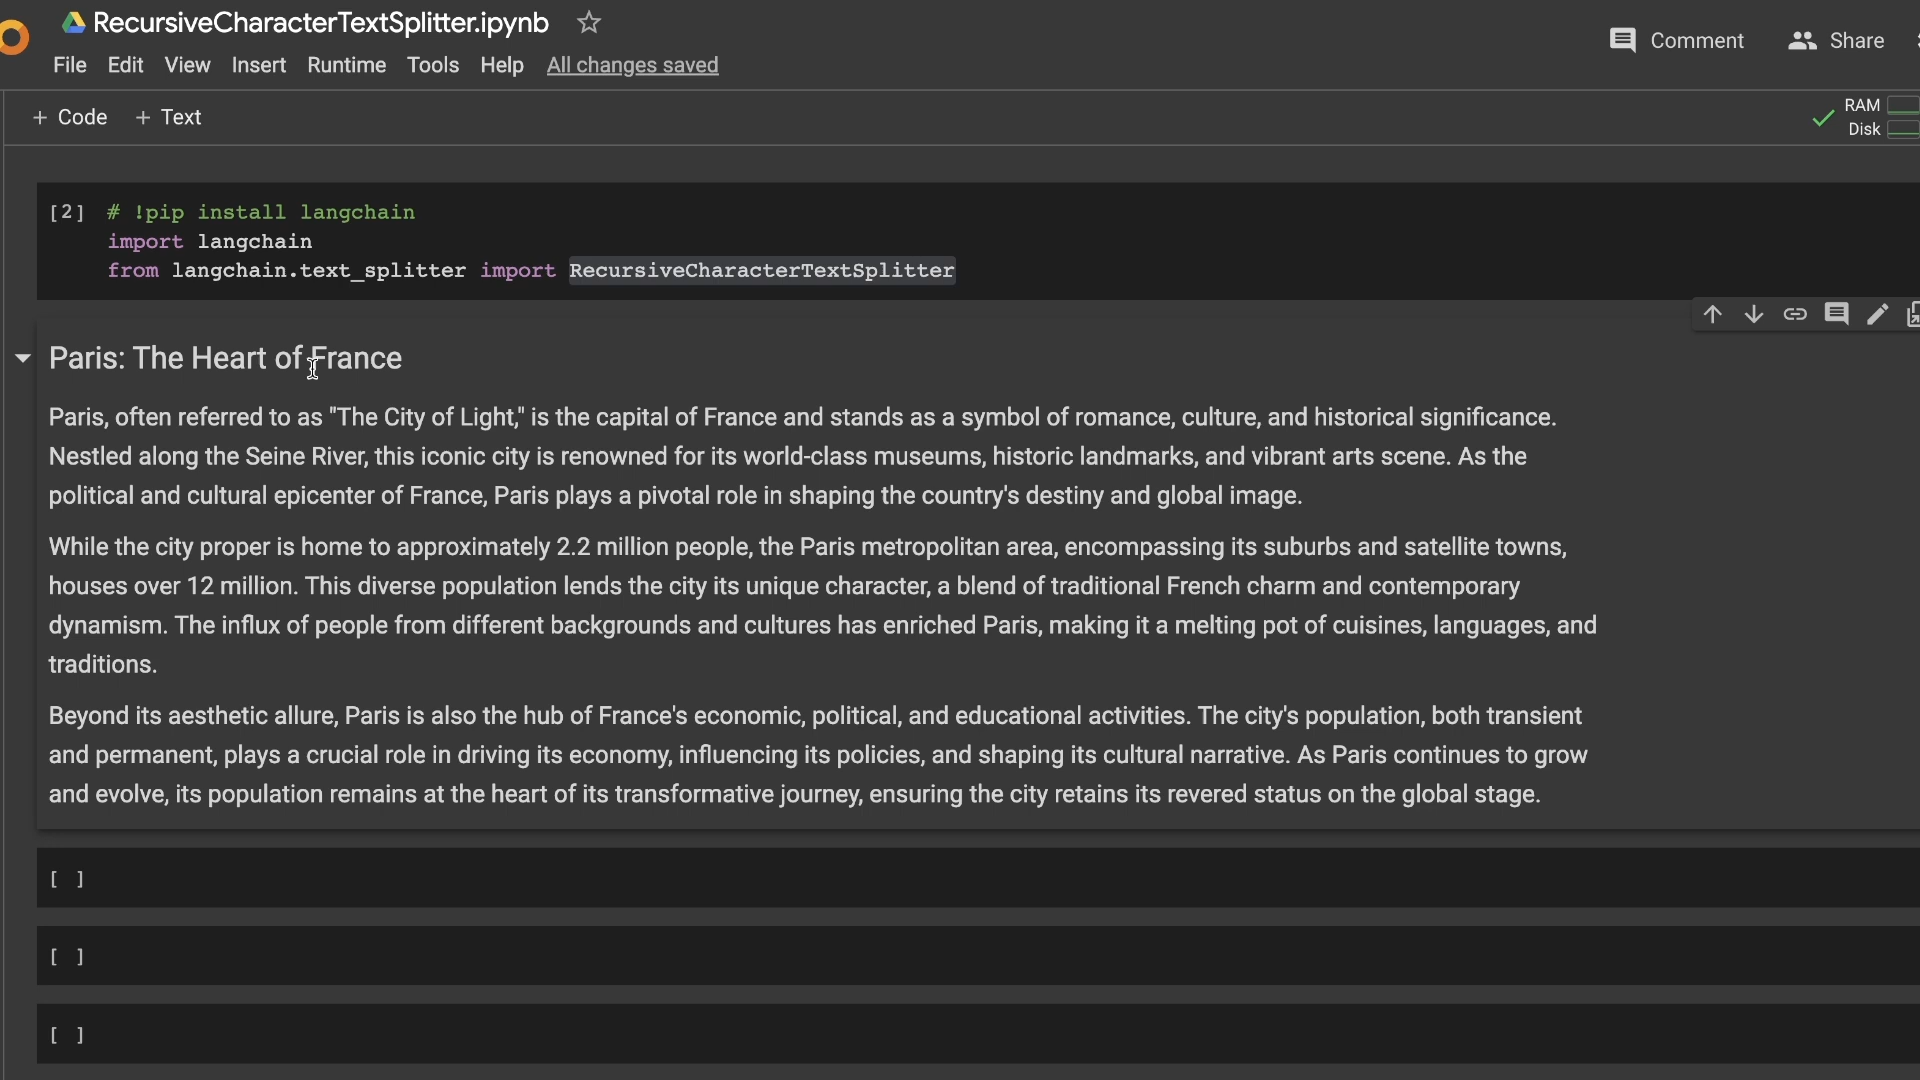 RecursiveCharacterTextSplitter.ipynb
Comment Share
File Edit View Insert Runtime Tools Help All changes saved
+ Code + Text
RAM
Disk
[2] # !pip install langchain
import langchain
from langchain.text_splitter import RecursiveCharacterTextSplitter
Paris: The Heart of France
Paris, often referred to as "The City of Light," is the capital of France and stands as a symbol of romance, culture, and historical significance.
Nestled along the Seine River, this iconic city is renowned for its world-class museums, historic landmarks, and vibrant arts scene. As the
political and cultural epicenter of France, Paris plays a pivotal role in shaping the country's destiny and global image.
While the city proper is home to approximately 2.2 million people, the Paris metropolitan area, encompassing its suburbs and satellite towns,
houses over 12 million. This diverse population lends the city its unique character, a blend of traditional French charm and contemporary
dynamism. The influx of people from different backgrounds and cultures has enriched Paris, making it a melting pot of cuisines, languages, and
traditions.
Beyond its aesthetic allure, Paris is also the hub of France's economic, political, and educational activities. The city's population, both transient
and permanent, plays a crucial role in driving its economy, influencing its policies, and shaping its cultural narrative. As Paris continues to grow
and evolve, its population remains at the heart of its transformative journey, ensuring the city retains its revered status on the global stage.
[ ]
[ ]
[ ]